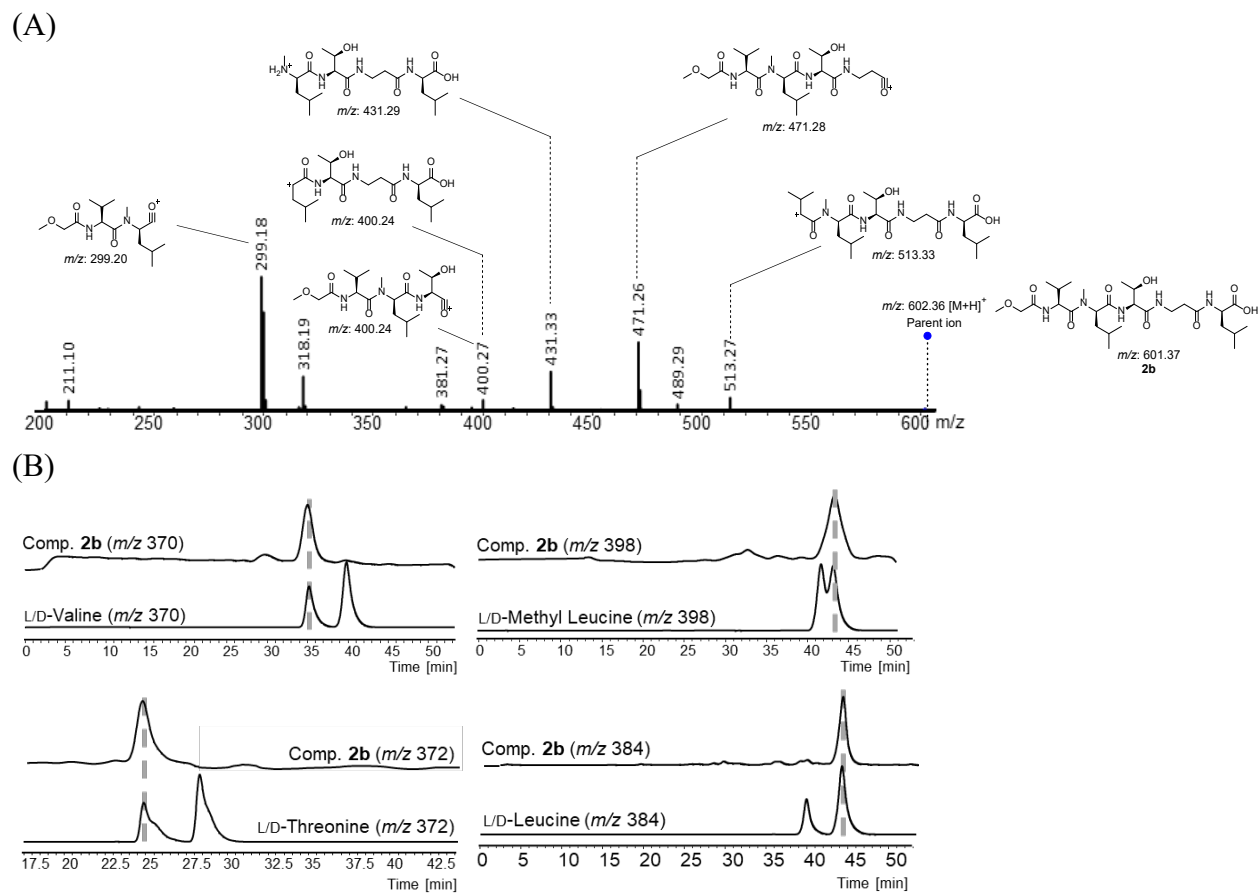 (A)
m/z: 431.29
m/z: 471.28
m/z: 400.24
m/z: 299.20
m/z: 400.24
m/z: 513.33
m/z: 602.36 [M+H]+
Parent ion
m/z: 601.37
2b
211.10
299.18
318.19
381.27
400.27
431.33
471.26
489.29
513.27
200 250 300 350 400 450 500 550 600 m/z
(B)
Comp. 2b (m/z 370)
L/D-Valine (m/z 370)
0 5 10 15 20 25 30 35 40 45 50
Time [min]
Comp. 2b (m/z 398)
L/D-Methyl Leucine (m/z 398)
0 5 10 15 20 25 30 35 40 45 50
Time [min]
Comp. 2b (m/z 372)
L/D-Threonine (m/z 372)
17.5 20 22.5 25 27.5 30 32.5 35 37.5 40 42.5
Time [min]
Comp. 2b (m/z 384)
L/D-Leucine (m/z 384)
0 5 10 15 20 25 30 35 40 45 50
Time [min]